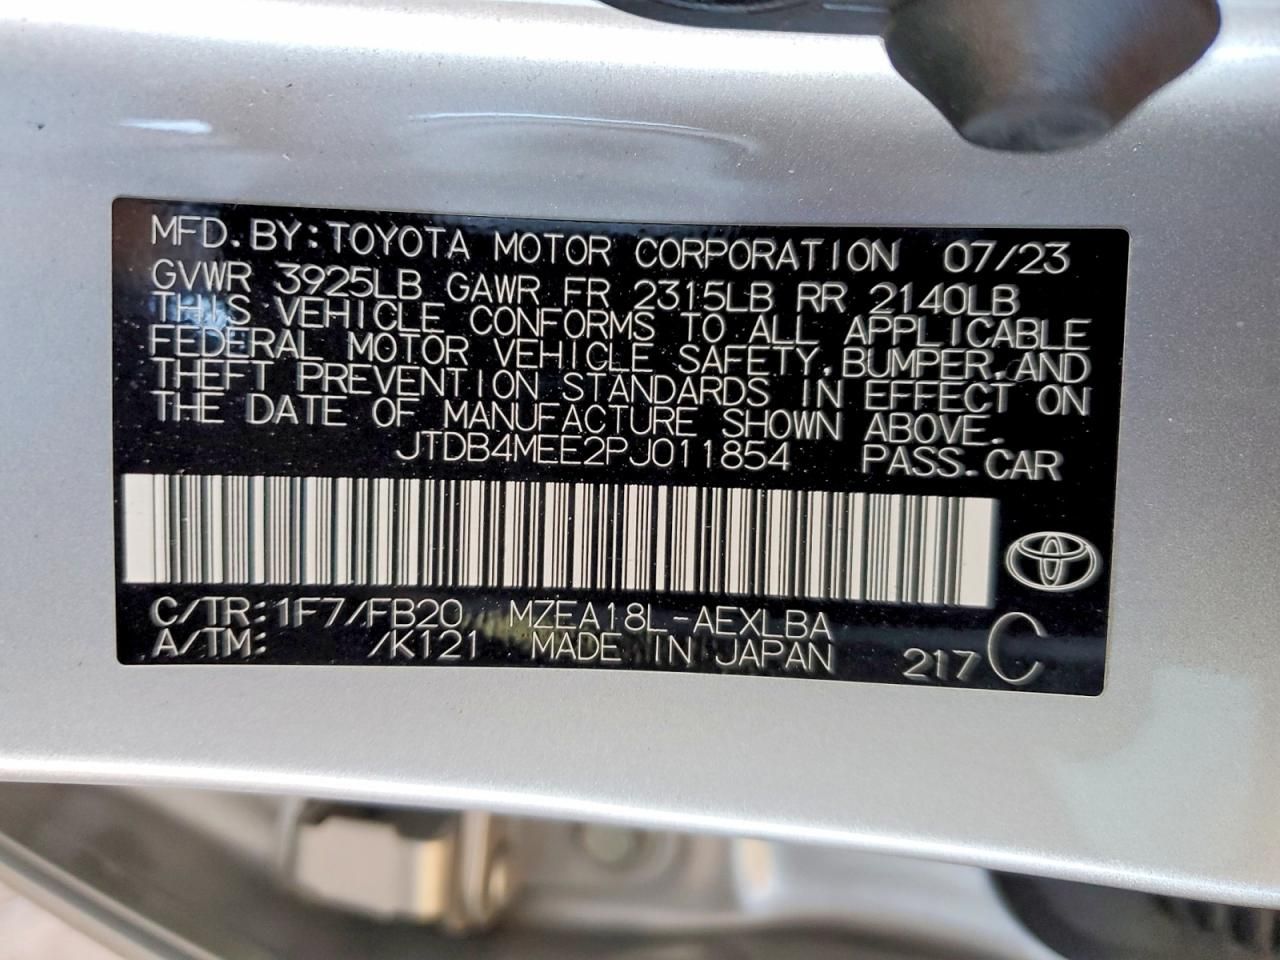 MFD.BY:TOYOTA MOTOR CORPORATION 07/23
GVWR 3925LB GAWR FR 2315LB RR 2140LB
THIS VEHICLE CONFORMS TO ALL APPLICABLE
FEDERAL MOTOR VEHICLE SAFETY,BUMPER,AND
THEFT PREVENTION STANDARDS IN EFFECT ON
THE DATE OF MANUFACTURE SHOWN ABOVE.
JTDB4MEE2PJ011854 PASS.CAR
C/TR:1F7/FB20 MZEA18L-AEXLBA
A/TM: /K121 MADE IN JAPAN 217 C